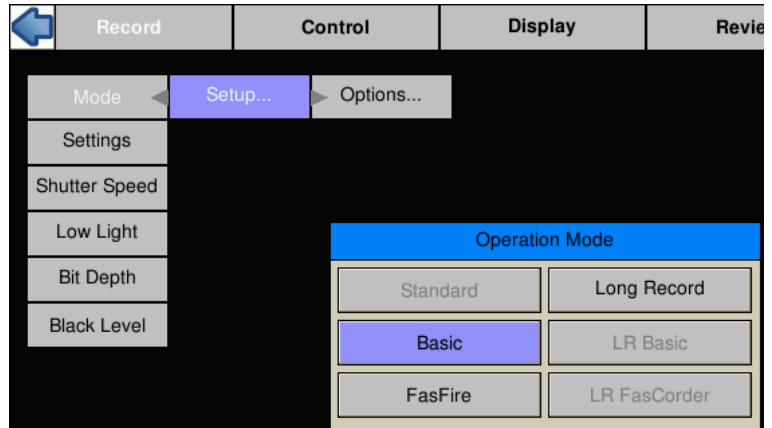 Record Control Display Revie
Mode Setup... Options...
Settings
Shutter Speed
Low Light
Bit Depth
Black Level
Operation Mode
Standard Long Record
Basic LR Basic
FasFire LR FasCorder